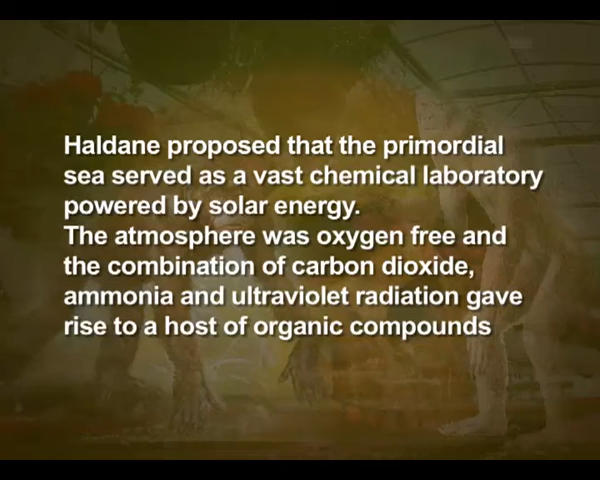 Haldane proposed that the primordial
sea served as a vast chemical laboratory
powered by solar energy.
The atmosphere was oxygen free and
the combination of carbon dioxide,
ammonia and ultraviolet radiation gave
rise to a host of organic compounds